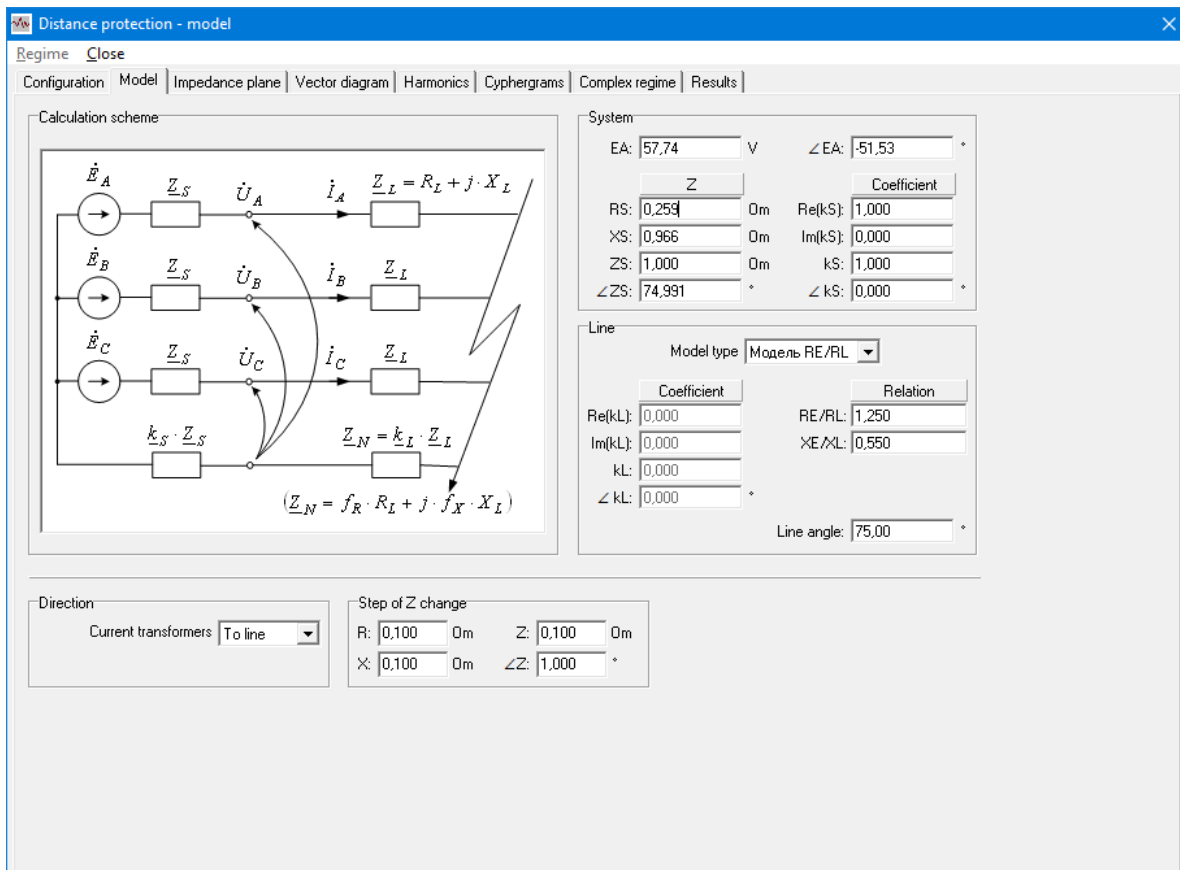 Distance protection - model
Regime Close
Configuration Model Impedance plane Vector diagram Harmonics Cyphergrams Complex regime Results
Calculation scheme
Ė_A Z_S U̇_A İ_A Z_L = R_L + j · X_L
Ė_B Z_S U̇_B İ_B Z_L
Ė_C Z_S U̇_C İ_C Z_L
k_S · Z_S Z_N = k_L · Z_L
(Z_N = f_R · R_L + j · f_X · X_L)
System
EA: 57,74 V ∠EA: -51,53 °
Z Coefficient
RS: 0,259 Om Re(kS): 1,000
XS: 0,966 Om Im(kS): 0,000
ZS: 1,000 Om kS: 1,000
∠ZS: 74,991 ° ∠ kS: 0,000 °
Line
Model type Модель RE/RL
Coefficient Relation
Re(kL): 0,000 RE/RL: 1,250
Im(kL): 0,000 XE/XL: 0,550
kL: 0,000
∠ kL: 0,000 °
Line angle: 75,00 °
Direction
Current transformers To line
Step of Z change
R: 0,100 Om Z: 0,100 Om
X: 0,100 Om ∠Z: 1,000 °